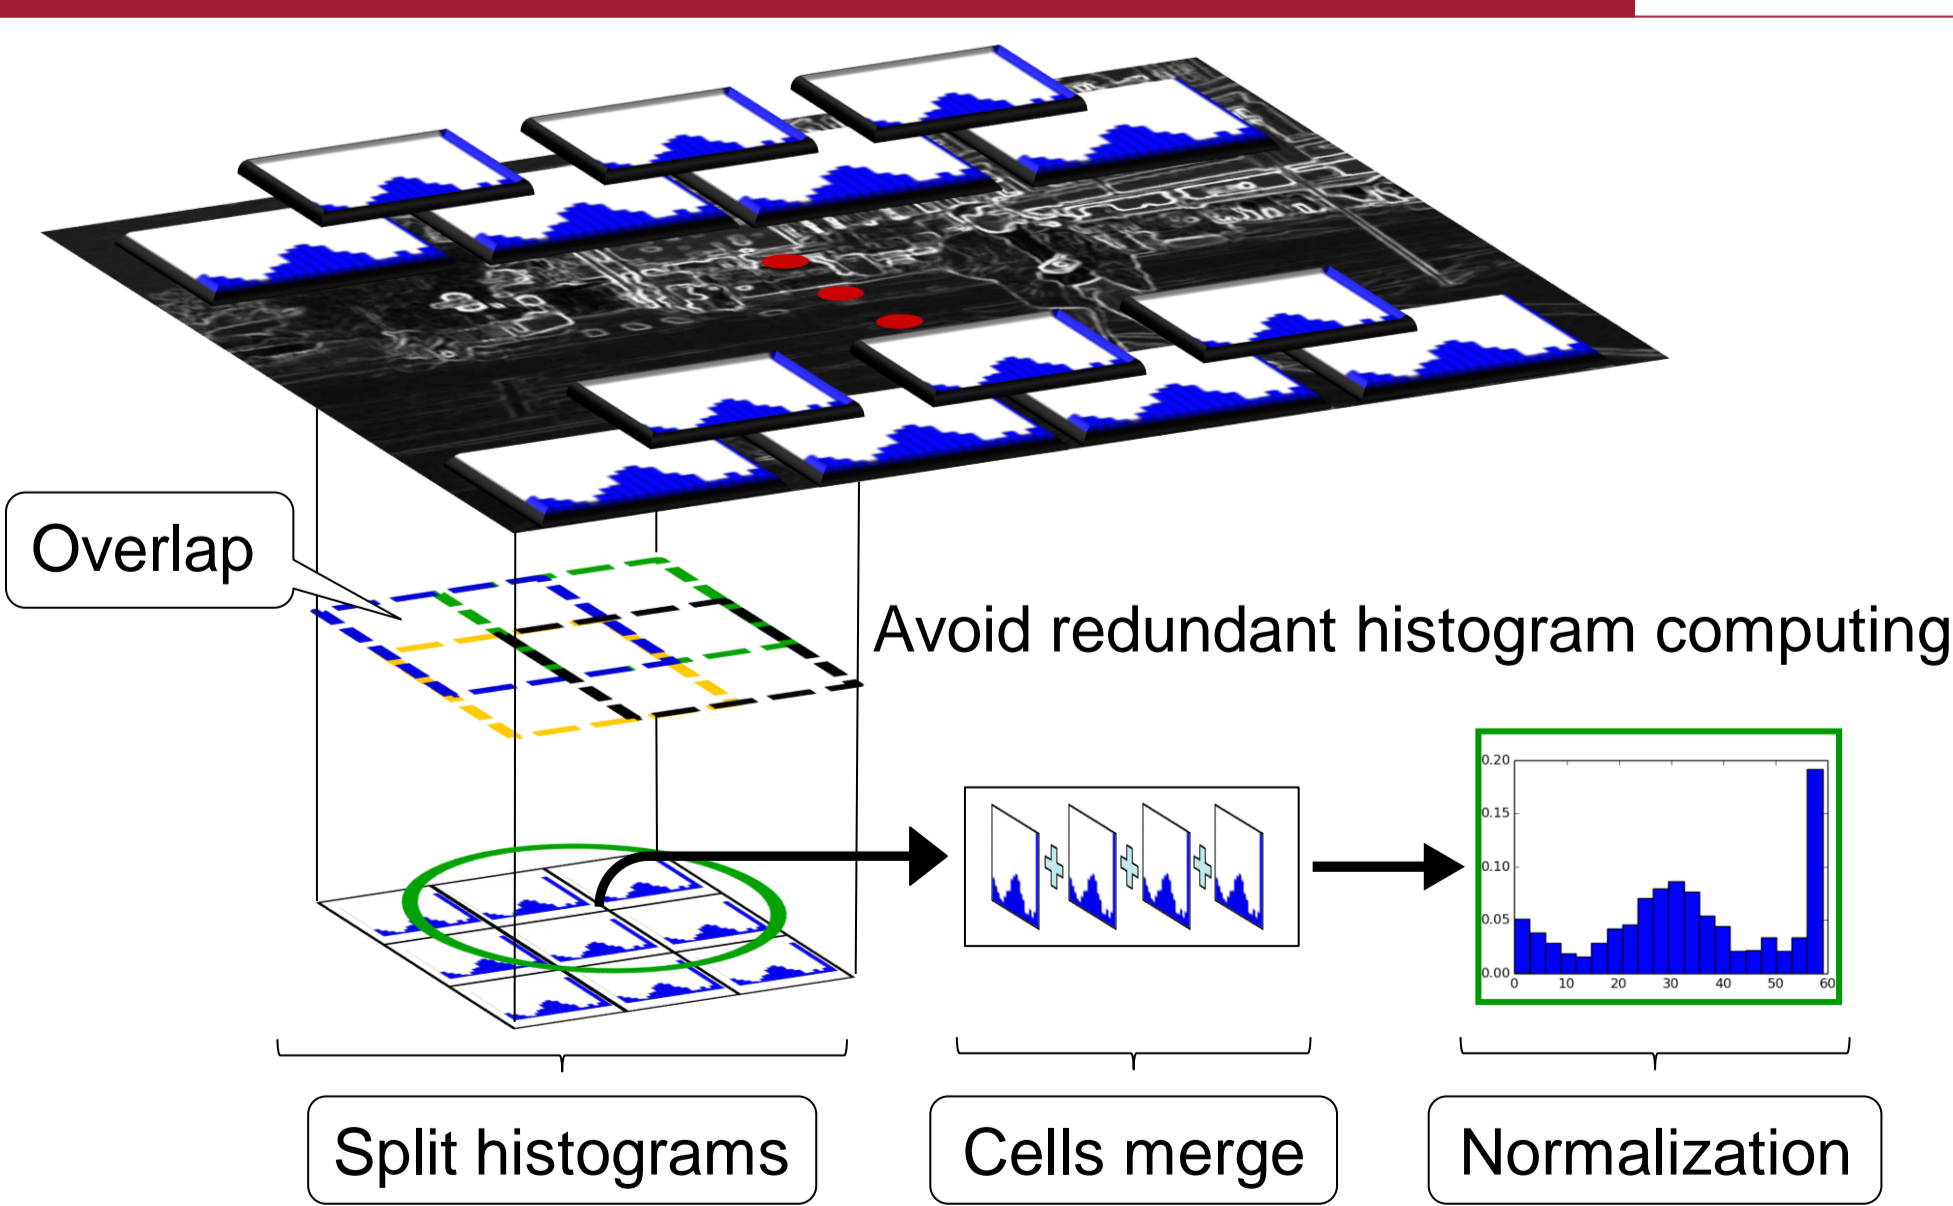 Overlap
Avoid redundant histogram computing
0.20
0.15
0.10
0.05
0.00
0 10 20 30 40 50 60
Split histograms
Cells merge
Normalization